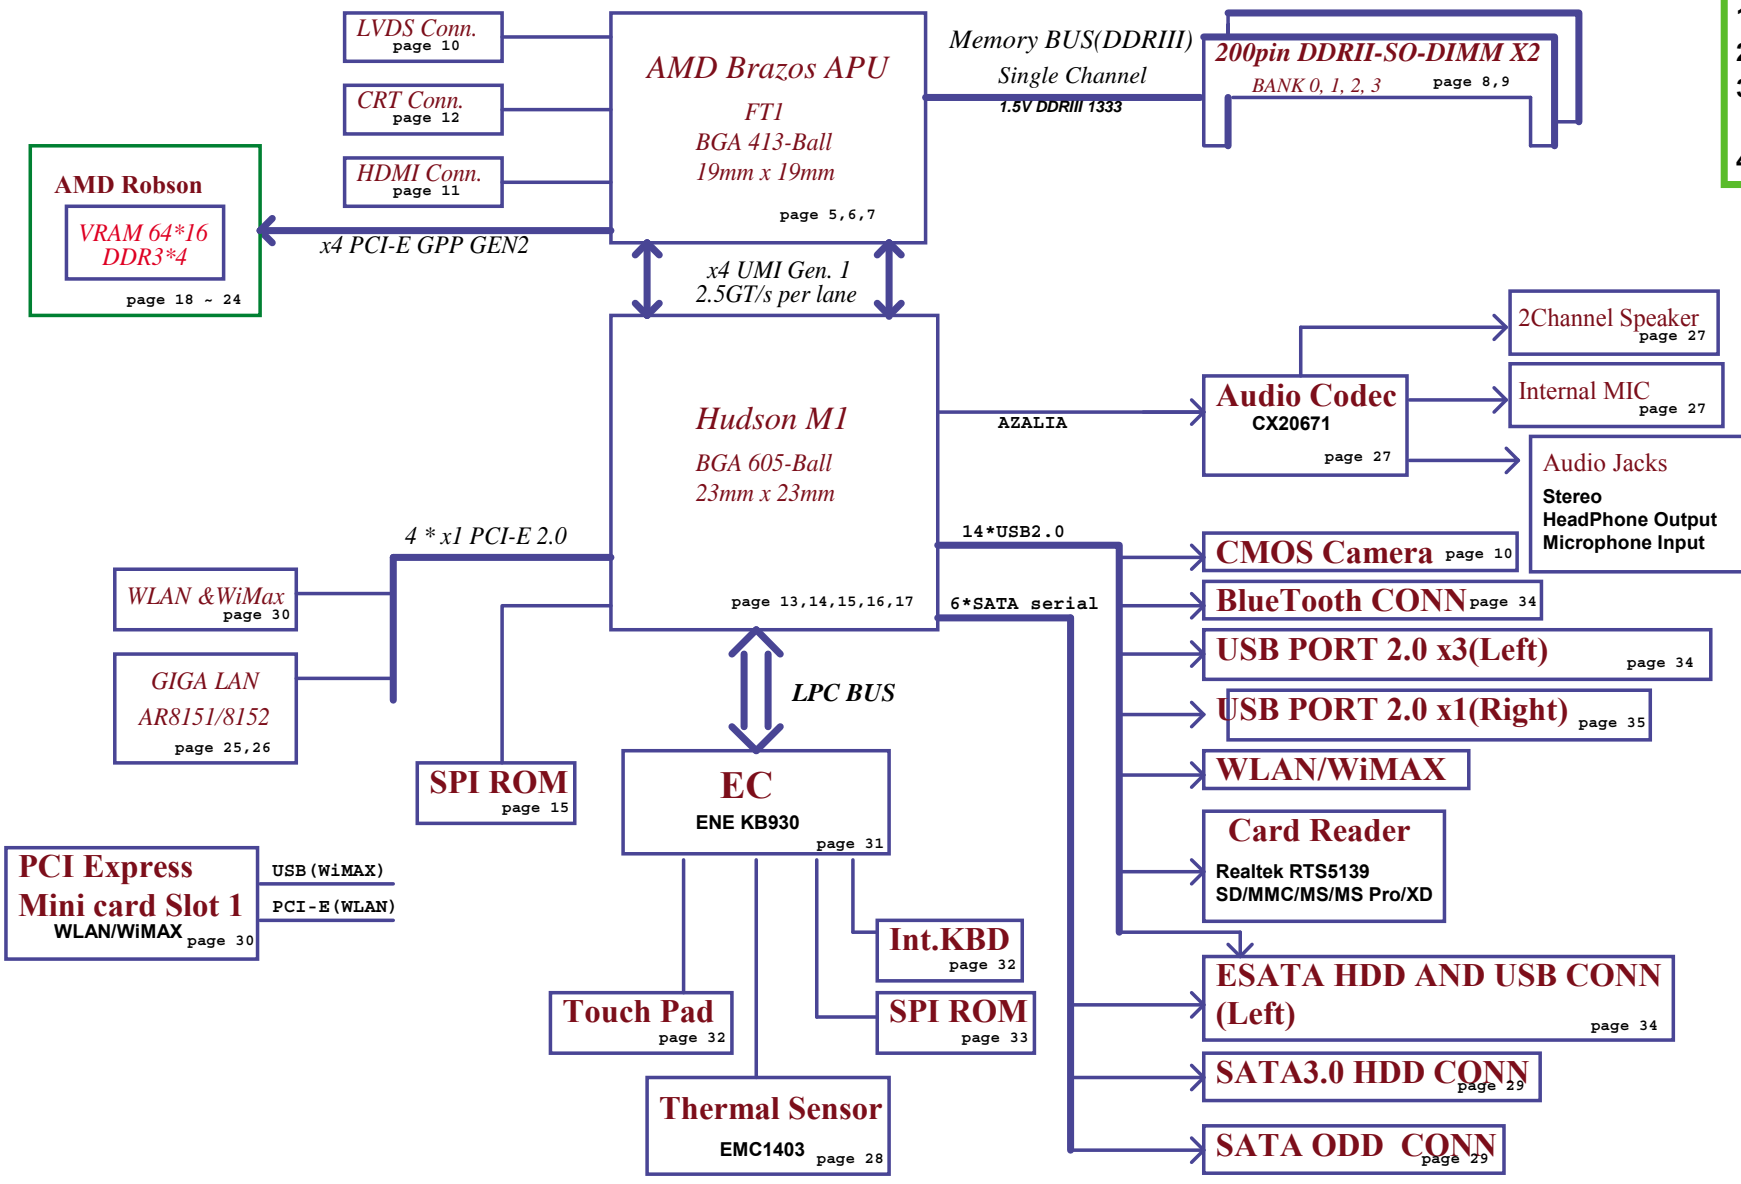 LVDS Conn.
page 10
CRT Conn.
page 12
HDMI Conn.
page 11
AMD Robson
VRAM 64*16
DDR3*4
page 18 ~ 24
x4 PCI-E GPP GEN2
AMD Brazos APU
FT1
BGA 413-Ball
19mm x 19mm
page 5,6,7
Memory BUS(DDRIII)
Single Channel
1.5V DDRIII 1333
200pin DDRII-SO-DIMM X2
BANK 0, 1, 2, 3
page 8,9
x4 UMI Gen. 1
2.5GT/s per lane
Hudson M1
BGA 605-Ball
23mm x 23mm
page 13,14,15,16,17
AZALIA
Audio Codec
CX20671
page 27
2Channel Speaker
page 27
Internal MIC
page 27
Audio Jacks
Stereo
HeadPhone Output
Microphone Input
4 * x1 PCI-E 2.0
WLAN &WiMax
page 30
GIGA LAN
AR8151/8152
page 25,26
SPI ROM
page 15
PCI Express
Mini card Slot 1
WLAN/WiMAX
page 30
USB(WiMAX)
PCI-E(WLAN)
LPC BUS
EC
ENE KB930
page 31
Int.KBD
page 32
Touch Pad
page 32
SPI ROM
page 33
Thermal Sensor
EMC1403
page 28
14*USB2.0
6*SATA serial
CMOS Camera
page 10
BlueTooth CONN
page 34
USB PORT 2.0 x3(Left)
page 34
USB PORT 2.0 x1(Right)
page 35
WLAN/WiMAX
Card Reader
Realtek RTS5139
SD/MMC/MS/MS Pro/XD
ESATA HDD AND USB CONN
(Left)
page 34
SATA3.0 HDD CONN
page 29
SATA ODD CONN
page 29